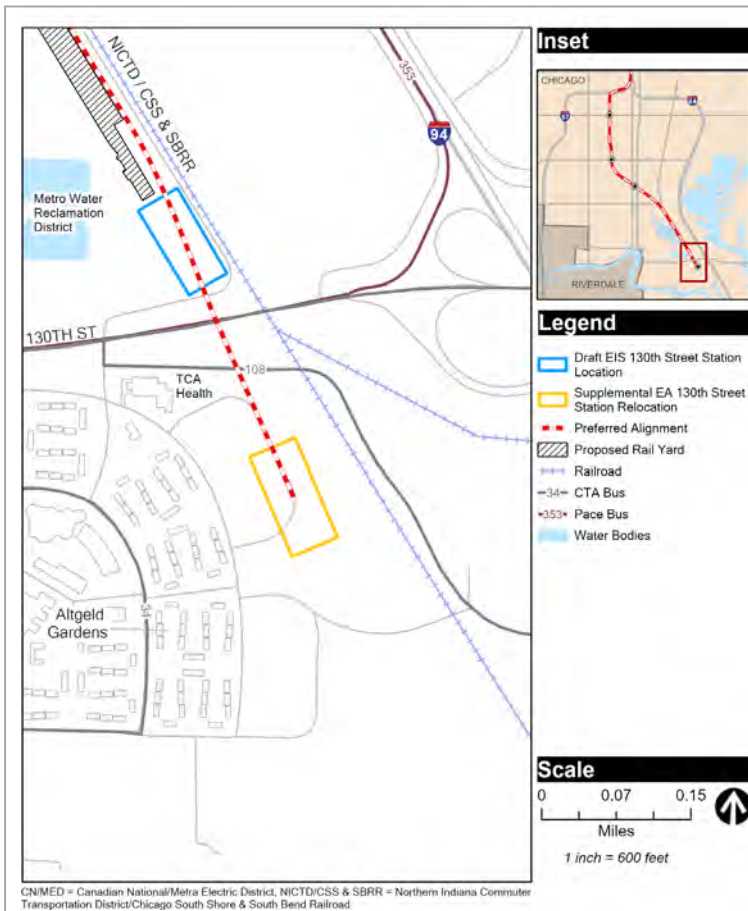 NICTD / CSS & SBRR
353
94
Metro Water
Reclamation
District
130TH ST
TCA
Health
108
Altgeld
Gardens
34
Inset
CHICAGO
RIVERDALE
Legend
Draft EIS 130th Street Station
Location
Supplemental EA 130th Street
Station Relocation
Preferred Alignment
Proposed Rail Yard
Railroad
34 CTA Bus
353 Pace Bus
Water Bodies
Scale
0 0.07 0.15
Miles
1 inch = 600 feet
CN/MED = Canadian National/Metra Electric District, NICTD/CSS & SBRR = Northern Indiana Commuter
Transportation District/Chicago South Shore & South Bend Railroad